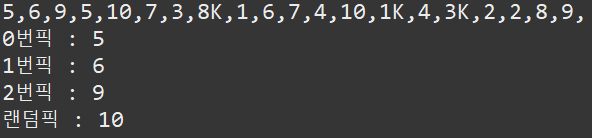 5,6,9,5,10,7,3,8K,1,6,7,4,10,1K,4,3K,2,2,8,9,
0번픽 : 5
1번픽 : 6
2번픽 : 9
랜덤픽 : 10